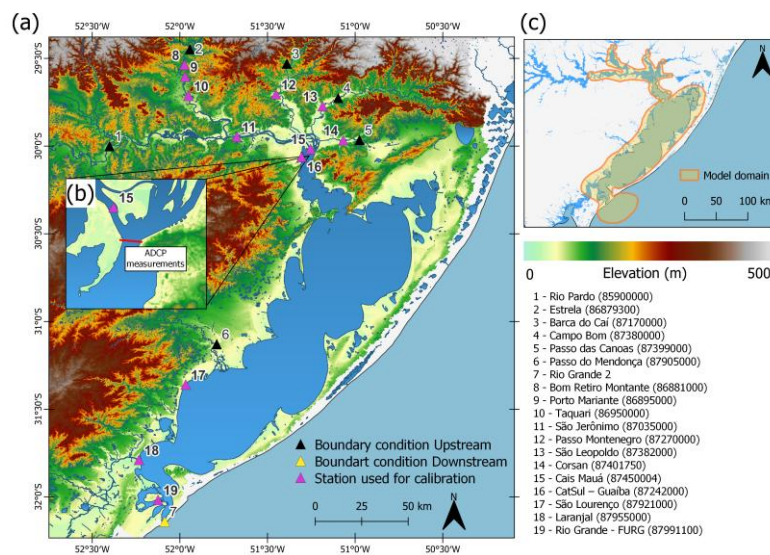 (a)
52°30'S 52°00'S 51°30'S 51°00'S 50°30'S
29°30'S
30°00'S
30°30'S
31°00'S
31°30'S
32°00'S
1
2
3
4
5
6
7
8
9
10
11
12
13
14
15
16
17
18
19
(b)
15
ADCP
measurements
Boundary condition Upstream
Boundart condition Downstream
Station used for calibration
0 25 50 km
N
52°30'S 52°00'S 51°30'S 51°00'S 50°30'S
(c)
N
Model domain
0 50 100 km
0 Elevation (m) 500
1 - Rio Pardo (85900000)
2 - Estrela (86879300)
3 - Barca do Caí (87170000)
4 - Campo Bom (87380000)
5 - Passo das Canoas (87399000)
6 - Passo do Mendonça (87905000)
7 - Rio Grande 2
8 - Bom Retiro Montante (86881000)
9 - Porto Mariante (86895000)
10 - Taquari (86950000)
11 - São Jerônimo (87035000)
12 - Passo Montenegro (87270000)
13 - São Leopoldo (87382000)
14 - Corsan (87401750)
15 - Cais Mauá (87450004)
16 - CatSul – Guaíba (87242000)
17 - São Lourenço (87921000)
18 - Laranjal (87955000)
19 - Rio Grande - FURG (87991100)